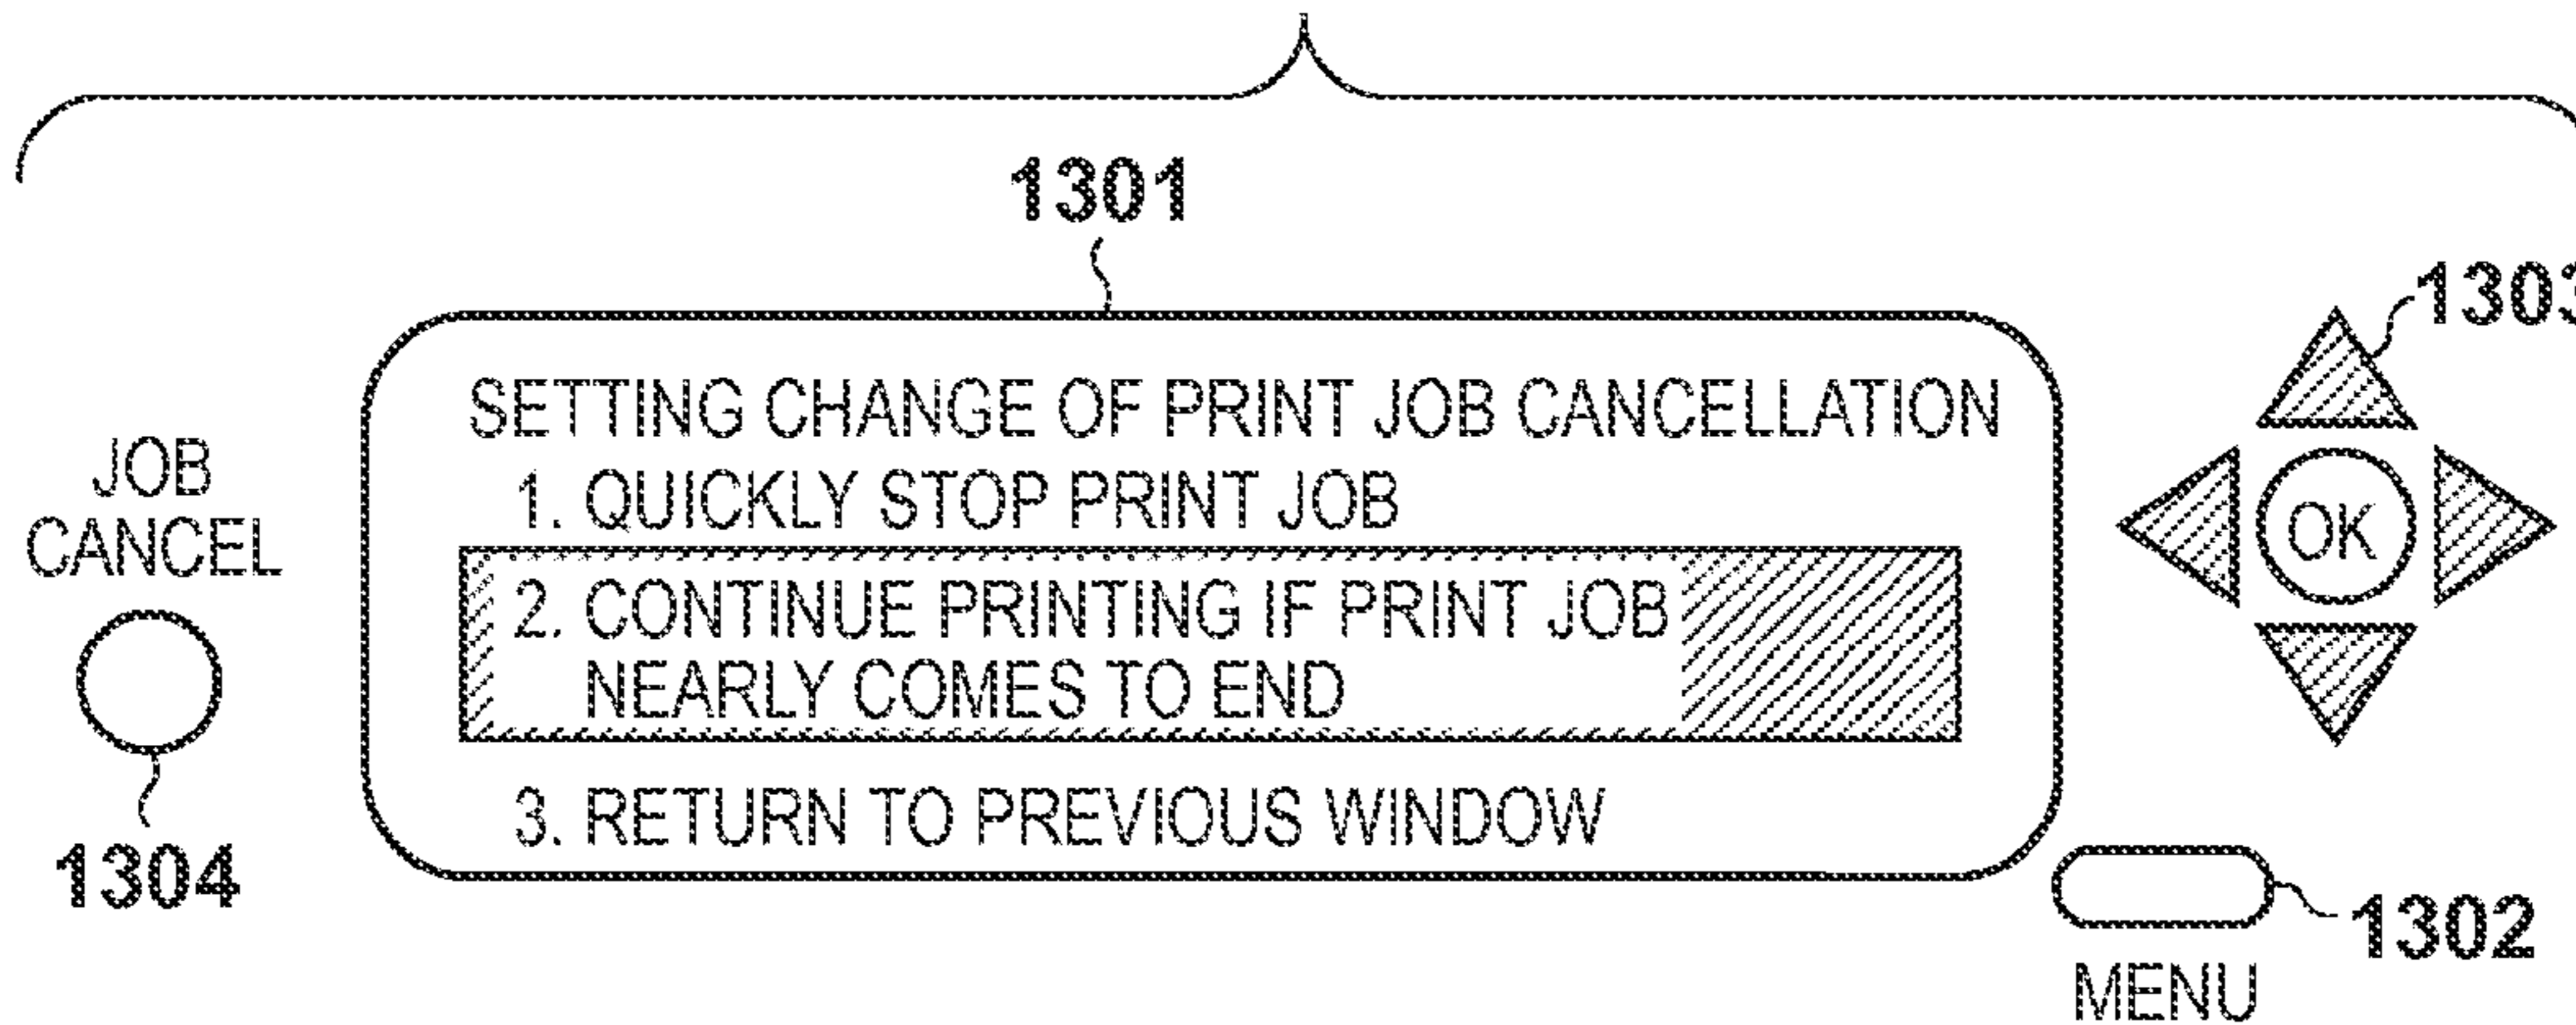 1301
1303
SETTING CHANGE OF PRINT JOB CANCELLATION
1. QUICKLY STOP PRINT JOB
2. CONTINUE PRINTING IF PRINT JOB
NEARLY COMES TO END
3. RETURN TO PREVIOUS WINDOW
JOB
CANCEL
1304
OK
1302
MENU